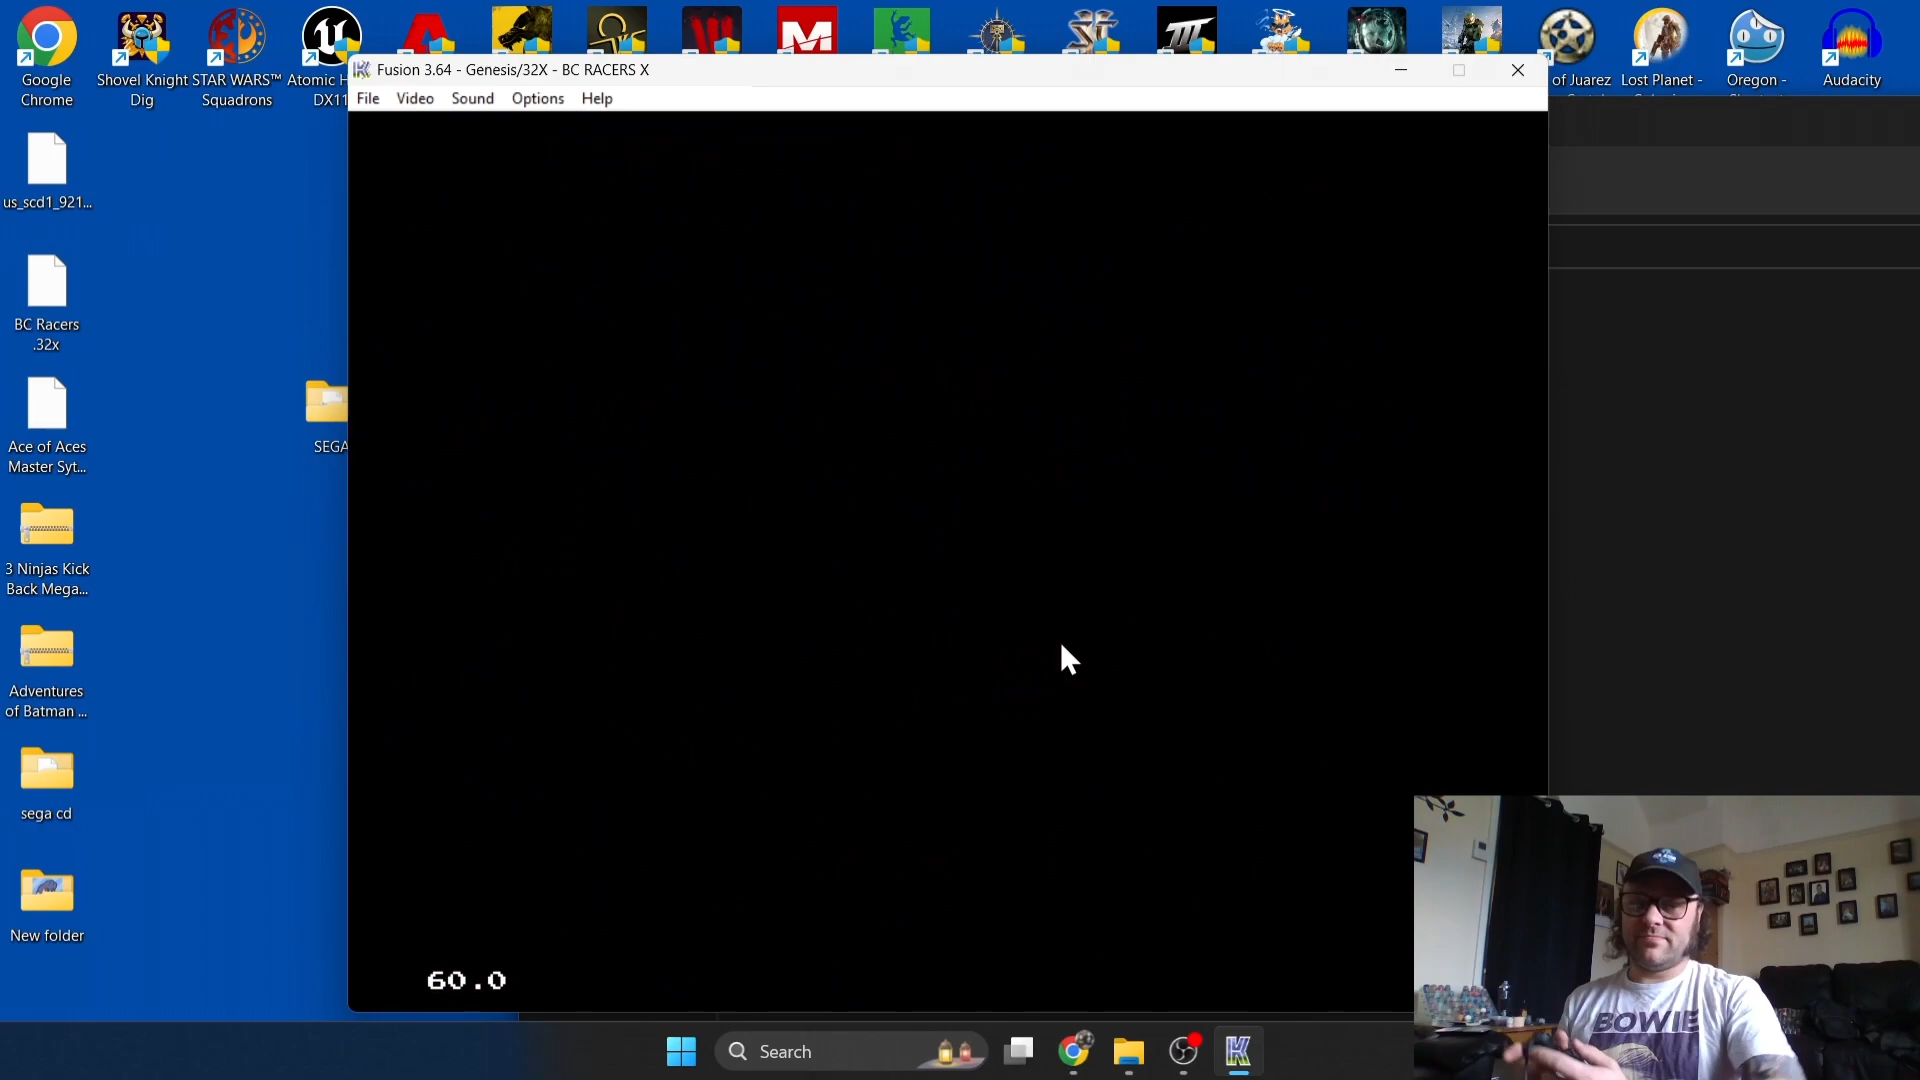 Google
Chrome
Shovel Knight
Dig
STAR WARS™
Squadrons
Atomic H
DX11
of Juarez
Lost Planet -
Oregon -
Audacity
Fusion 3.64 - Genesis/32X - BC RACERS X
File Video Sound Options Help
us_scd1_921...
BC Racers
.32x
Ace of Aces
Master Syt...
SEGA
3 Ninjas Kick
Back Mega...
Adventures
of Batman ...
sega cd
New folder
60.0
Search
BOWIE